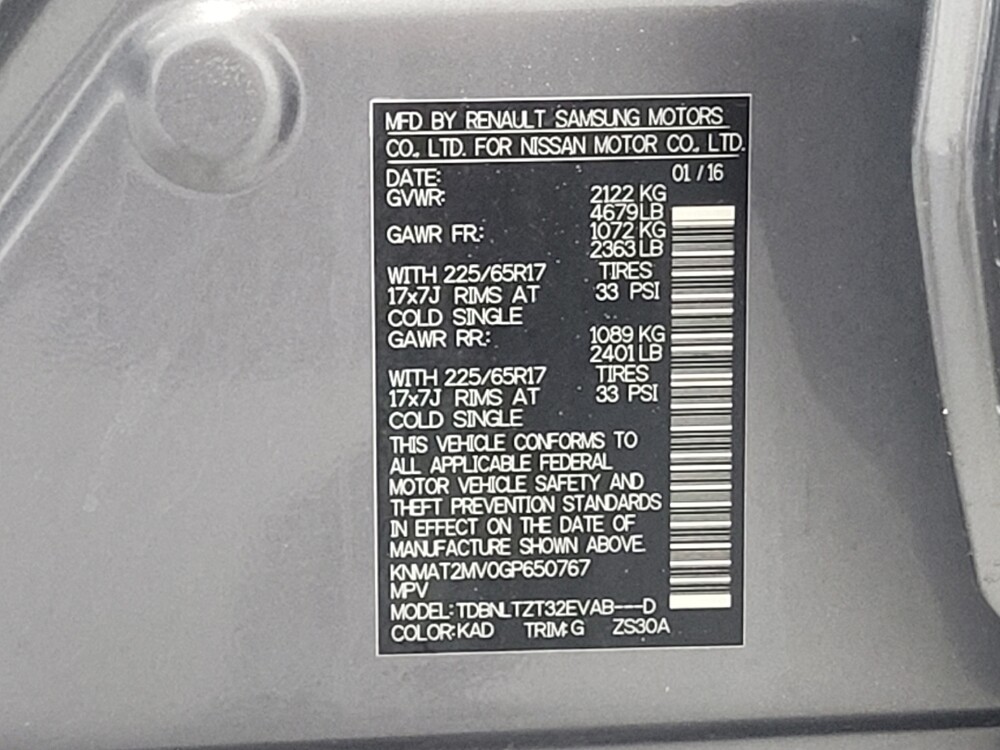 MFD BY RENAULT SAMSUNG MOTORS
CO., LTD. FOR NISSAN MOTOR CO., LTD.
DATE: 01 / 16
GVWR: 2122 KG
4679 LB
GAWR FR.: 1072 KG
2363 LB
WITH 225/65R17 TIRES
17x7J RIMS AT 33 PSI
COLD SINGLE
GAWR RR.: 1089 KG
2401 LB
WITH 225/65R17 TIRES
17x7J RIMS AT 33 PSI
COLD SINGLE
THIS VEHICLE CONFORMS TO
ALL APPLICABLE FEDERAL
MOTOR VEHICLE SAFETY AND
THEFT PREVENTION STANDARDS
IN EFFECT ON THE DATE OF
MANUFACTURE SHOWN ABOVE.
KNMAT2MV0GP650767
MPV
MODEL: TDBNLTZT32EVAB---D
COLOR: KAD TRIM: G ZS30A